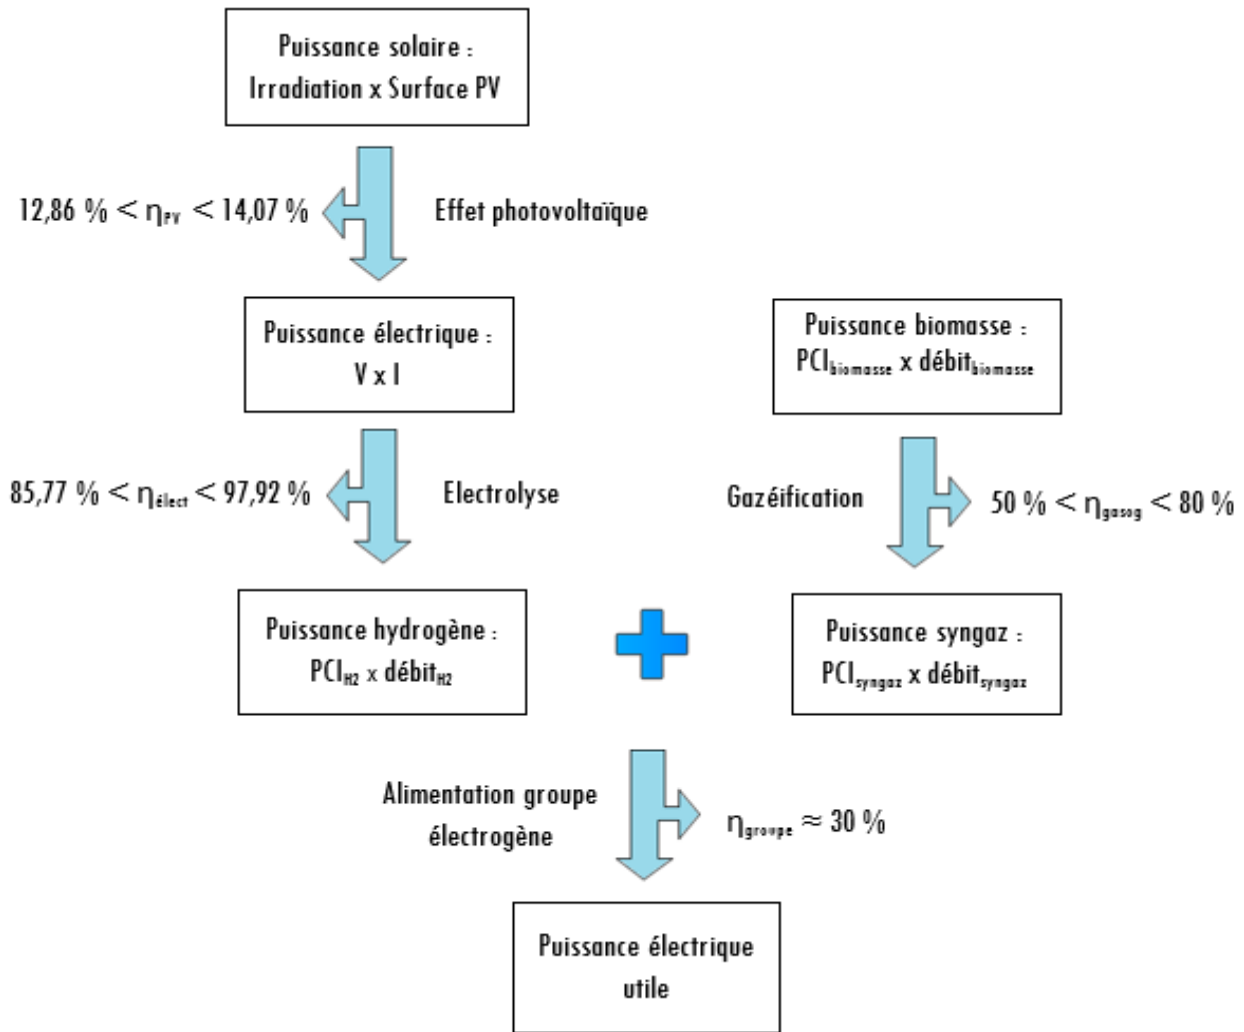 Puissance solaire :
Irradiation x Surface PV
12,86 % < ηPV < 14,07 %
Effet photovoltaïque
Puissance électrique :
V x I
Puissance biomasse :
PCIbiomasse x débitbiomasse
85,77 % < ηélect < 97,92 %
Electrolyse
Gazéification
50 % < ηgasog < 80 %
Puissance hydrogène :
PCIH2 x débitH2
Puissance syngaz :
PCIsyngaz x débitsyngaz
Alimentation groupe
électrogène
ηgroupe ≈ 30 %
Puissance électrique
utile